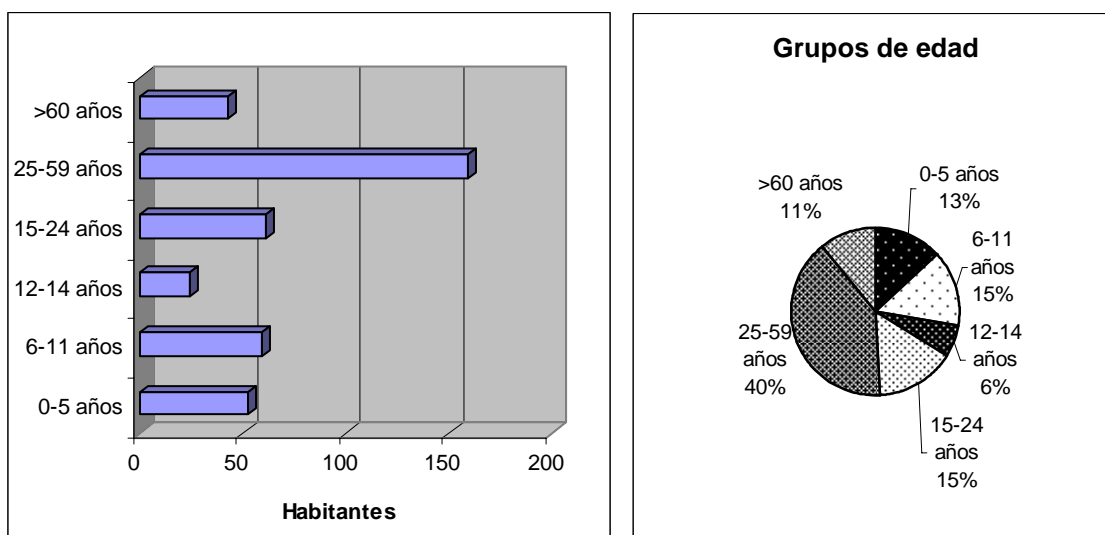 >60 años
25-59 años
15-24 años
12-14 años
6-11 años
0-5 años
0
50
100
150
200
Habitantes
Grupos de edad
>60 años
11%
0-5 años
13%
6-11
años
15%
12-14
años
6%
15-24
años
15%
25-59
años
40%